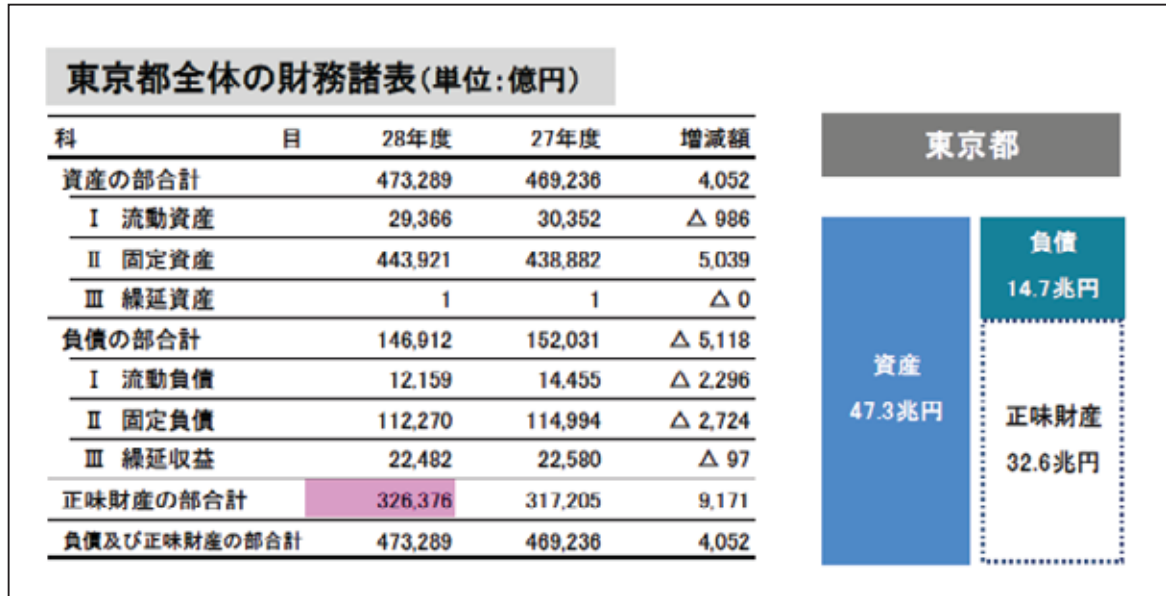 東京都全体の財務諸表(単位:億円)
科 目 28年度 27年度 増減額
資産の部合計 473,289 469,236 4,052
Ⅰ 流動資産 29,366 30,352 △ 986
Ⅱ 固定資産 443,921 438,882 5,039
Ⅲ 繰延資産 1 1 △ 0
負債の部合計 146,912 152,031 △ 5,118
Ⅰ 流動負債 12,159 14,455 △ 2,296
Ⅱ 固定負債 112,270 114,994 △ 2,724
Ⅲ 繰延収益 22,482 22,580 △ 97
正味財産の部合計 326,376 317,205 9,171
負債及び正味財産の部合計 473,289 469,236 4,052
東京都
資産
47.3兆円
負債
14.7兆円
正味財産
32.6兆円